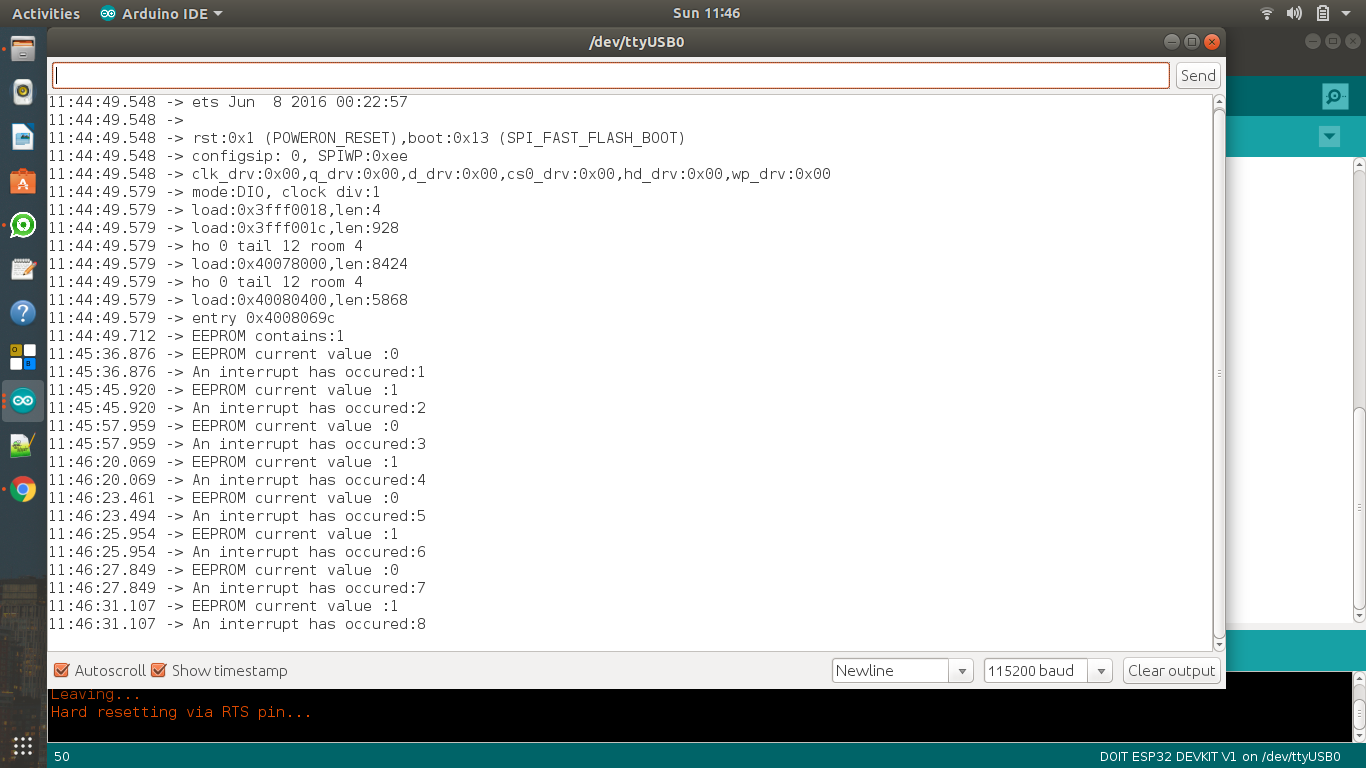 Activities Arduino IDE Sun 11:46
/dev/ttyUSB0
Send
11:44:49.548 -> ets Jun  8 2016 00:22:57
11:44:49.548 ->
11:44:49.548 -> rst:0x1 (POWERON_RESET),boot:0x13 (SPI_FAST_FLASH_BOOT)
11:44:49.548 -> configsip: 0, SPIWP:0xee
11:44:49.548 -> clk_drv:0x00,q_drv:0x00,d_drv:0x00,cs0_drv:0x00,hd_drv:0x00,wp_drv:0x00
11:44:49.579 -> mode:DIO, clock div:1
11:44:49.579 -> load:0x3fff0018,len:4
11:44:49.579 -> load:0x3fff001c,len:928
11:44:49.579 -> ho 0 tail 12 room 4
11:44:49.579 -> load:0x40078000,len:8424
11:44:49.579 -> ho 0 tail 12 room 4
11:44:49.579 -> load:0x40080400,len:5868
11:44:49.579 -> entry 0x4008069c
11:44:49.712 -> EEPROM contains:1
11:45:36.876 -> EEPROM current value :0
11:45:36.876 -> An interrupt has occured:1
11:45:45.920 -> EEPROM current value :1
11:45:45.920 -> An interrupt has occured:2
11:45:57.959 -> EEPROM current value :0
11:45:57.959 -> An interrupt has occured:3
11:46:20.069 -> EEPROM current value :1
11:46:20.069 -> An interrupt has occured:4
11:46:23.461 -> EEPROM current value :0
11:46:23.494 -> An interrupt has occured:5
11:46:25.954 -> EEPROM current value :1
11:46:25.954 -> An interrupt has occured:6
11:46:27.849 -> EEPROM current value :0
11:46:27.849 -> An interrupt has occured:7
11:46:31.107 -> EEPROM current value :1
11:46:31.107 -> An interrupt has occured:8
Autoscroll Show timestamp Newline 115200 baud Clear output
Leaving...
Hard resetting via RTS pin...
50 DOIT ESP32 DEVKIT V1 on /dev/ttyUSB0